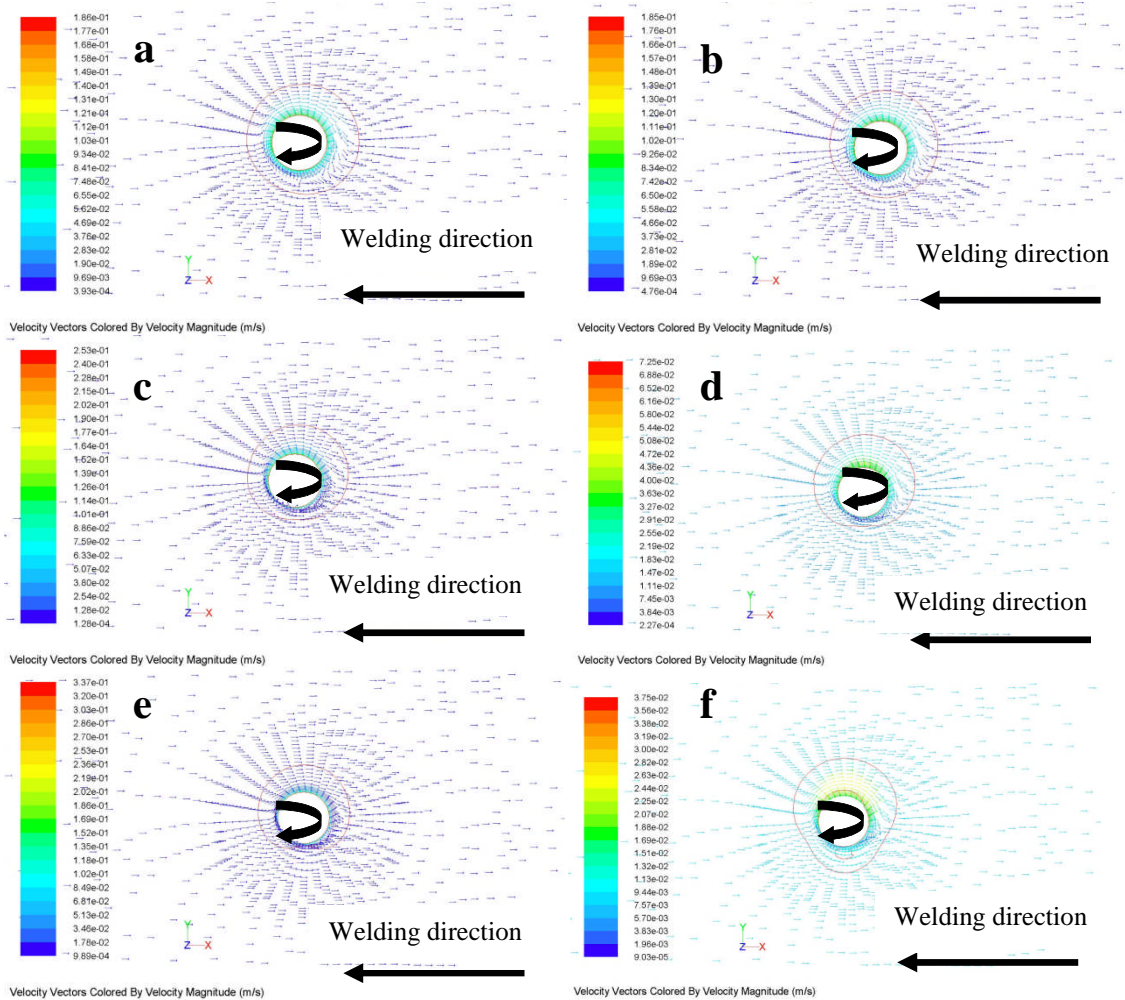 1.86e-01
1.77e-01
1.68e-01
1.58e-01
1.49e-01
1.40e-01
1.31e-01
1.21e-01
1.12e-01
1.03e-01
9.34e-02
8.41e-02
7.48e-02
6.55e-02
5.62e-02
4.69e-02
3.76e-02
2.83e-02
1.90e-02
9.69e-03
3.93e-04
a
Welding direction
Y
Z X
Velocity Vectors Colored By Velocity Magnitude (m/s)
1.85e-01
1.76e-01
1.66e-01
1.57e-01
1.48e-01
1.39e-01
1.30e-01
1.20e-01
1.11e-01
1.02e-01
9.26e-02
8.34e-02
7.42e-02
6.50e-02
5.58e-02
4.66e-02
3.73e-02
2.81e-02
1.89e-02
9.69e-03
4.76e-04
b
Welding direction
Y
Z X
Velocity Vectors Colored By Velocity Magnitude (m/s)
2.53e-01
2.40e-01
2.28e-01
2.15e-01
2.02e-01
1.90e-01
1.77e-01
1.64e-01
1.52e-01
1.39e-01
1.26e-01
1.14e-01
1.01e-01
8.86e-02
7.59e-02
6.33e-02
5.07e-02
3.80e-02
2.54e-02
1.28e-02
1.28e-04
c
Welding direction
Y
Z X
Velocity Vectors Colored By Velocity Magnitude (m/s)
7.25e-02
6.88e-02
6.52e-02
6.16e-02
5.80e-02
5.44e-02
5.08e-02
4.72e-02
4.36e-02
4.00e-02
3.63e-02
3.27e-02
2.91e-02
2.55e-02
2.19e-02
1.83e-02
1.47e-02
1.11e-02
7.45e-03
3.84e-03
2.27e-04
d
Welding direction
Y
Z X
Velocity Vectors Colored By Velocity Magnitude (m/s)
3.37e-01
3.20e-01
3.03e-01
2.86e-01
2.70e-01
2.53e-01
2.36e-01
2.19e-01
2.02e-01
1.86e-01
1.69e-01
1.52e-01
1.35e-01
1.18e-01
1.02e-01
8.49e-02
6.81e-02
5.13e-02
3.46e-02
1.78e-02
9.89e-04
e
Welding direction
Y
Z X
Velocity Vectors Colored By Velocity Magnitude (m/s)
3.75e-02
3.56e-02
3.38e-02
3.19e-02
3.00e-02
2.82e-02
2.63e-02
2.44e-02
2.25e-02
2.07e-02
1.88e-02
1.69e-02
1.51e-02
1.32e-02
1.13e-02
9.44e-03
7.57e-03
5.70e-03
3.83e-03
1.96e-03
9.03e-05
f
Welding direction
Y
Z X
Velocity Vectors Colored By Velocity Magnitude (m/s)